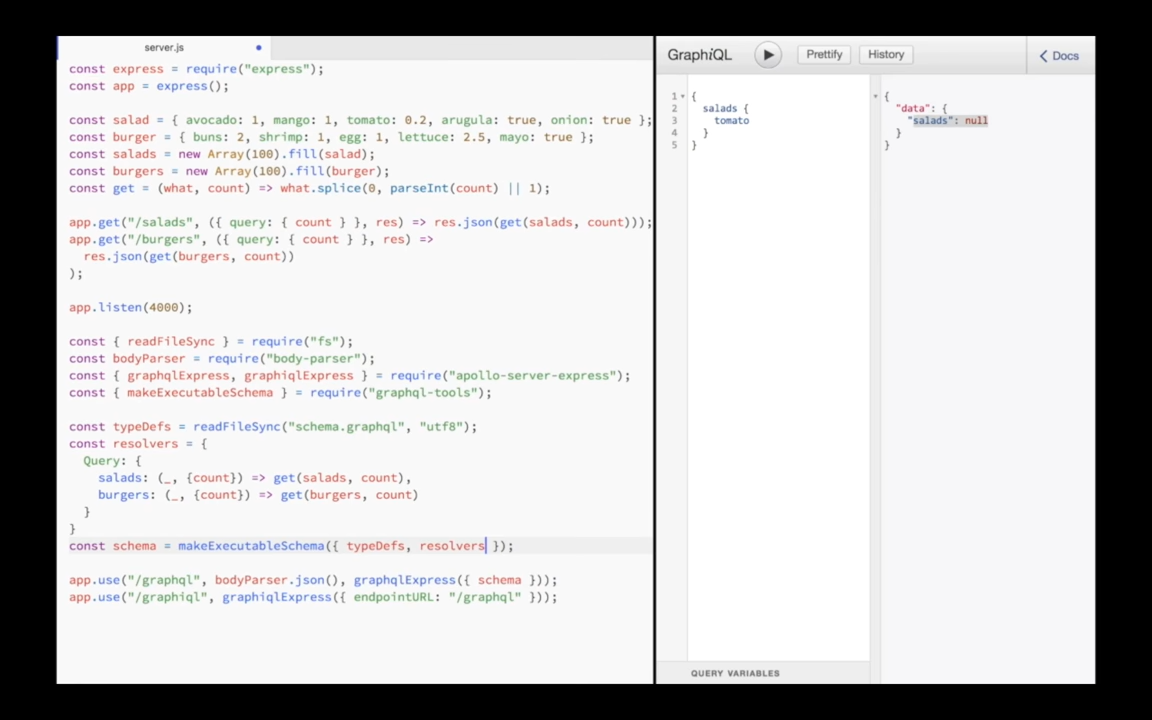 server.js
const express = require("express");
const app = express();
const salad = { avocado: 1, mango: 1, tomato: 0.2, arugula: true, onion: true };
const burger = { buns: 2, shrimp: 1, egg: 1, lettuce: 2.5, mayo: true };
const salads = new Array(100).fill(salad);
const burgers = new Array(100).fill(burger);
const get = (what, count) => what.splice(0, parseInt(count) || 1);
app.get("/salads", ({ query: { count } }, res) => res.json(get(salads, count)));
app.get("/burgers", ({ query: { count } }, res) =>
  res.json(get(burgers, count))
);
app.listen(4000);
const { readFileSync } = require("fs");
const bodyParser = require("body-parser");
const { graphqlExpress, graphiqlExpress } = require("apollo-server-express");
const { makeExecutableSchema } = require("graphql-tools");
const typeDefs = readFileSync("schema.graphql", "utf8");
const resolvers = {
  Query: {
    salads: (_, {count}) => get(salads, count),
    burgers: (_, {count}) => get(burgers, count)
  }
}
const schema = makeExecutableSchema({ typeDefs, resolvers });
app.use("/graphql", bodyParser.json(), graphqlExpress({ schema }));
app.use("/graphiql", graphiqlExpress({ endpointURL: "/graphql" }));
GraphiQL Prettify History Docs
1 {
2   salads {
3     tomato
4   }
5 }
QUERY VARIABLES
{
  "data": {
    "salads": null
  }
}